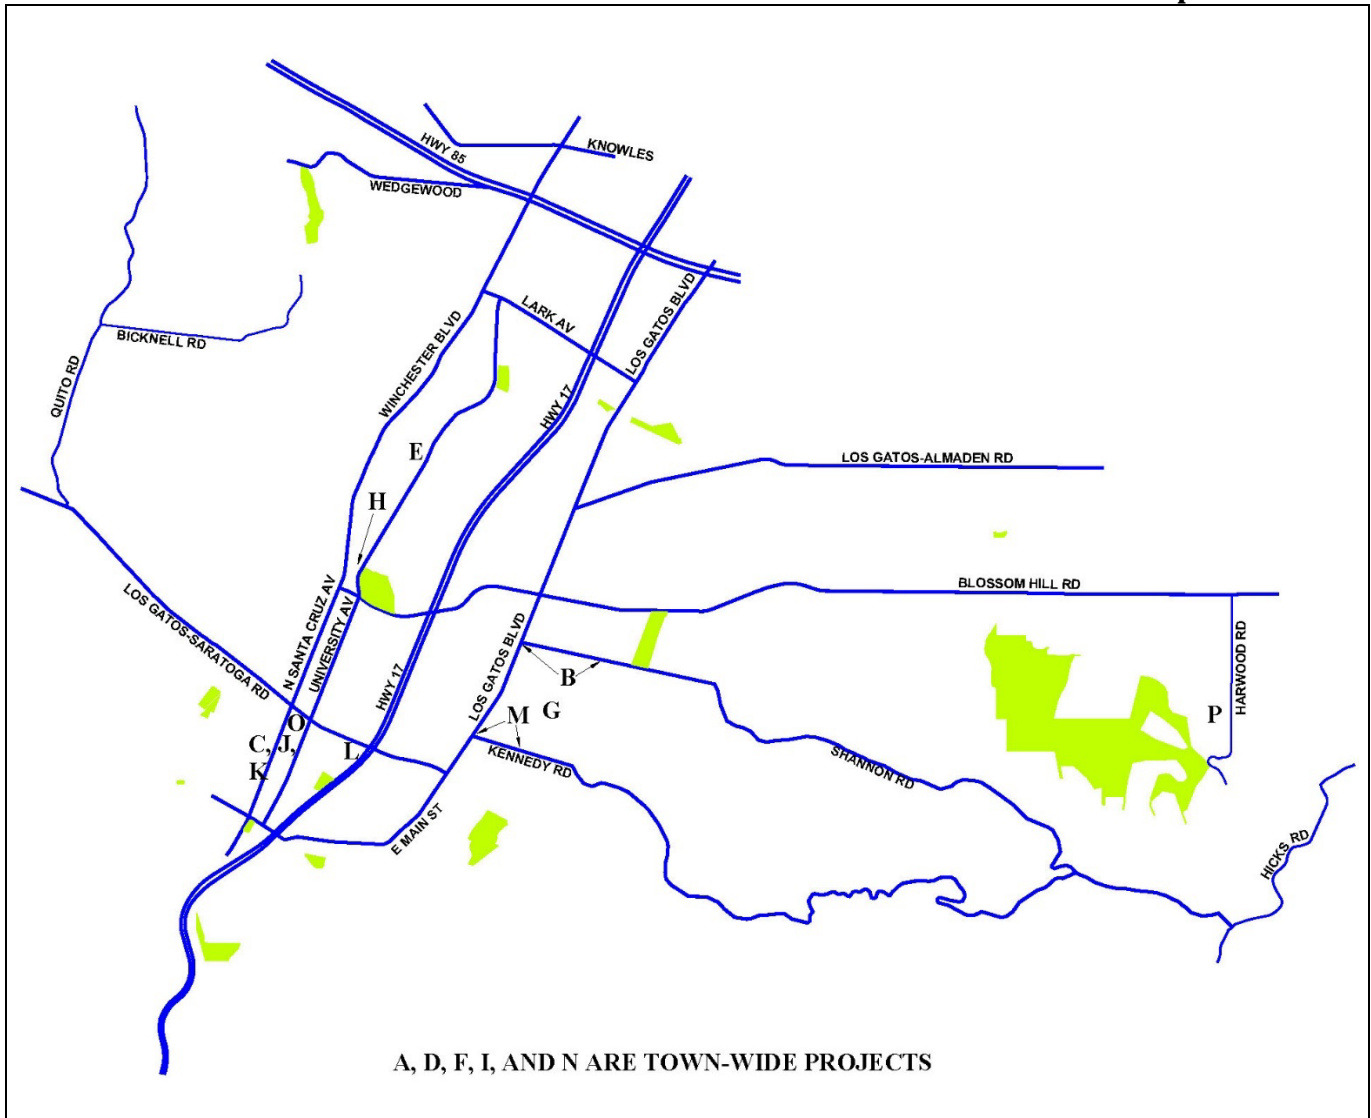 KNOWLES
HWY 85
WEDGEWOOD
LOS GATOS BLVD
LARK AV
WINCHESTER BLVD
BICKNELL RD
QUITO RD
HWY 17
E
LOS GATOS-ALMADEN RD
H
BLOSSOM HILL RD
N SANTA CRUZ AV
UNIVERSITY AV
LOS GATOS-SARATOGA RD
HWY 17
LOS GATOS BLVD
HARWOOD RD
B
G
M
P
O
C, J,
K
L
KENNEDY RD
SHANNON RD
E MAIN ST
HICKS RD
A, D, F, I, AND N ARE TOWN-WIDE PROJECTS